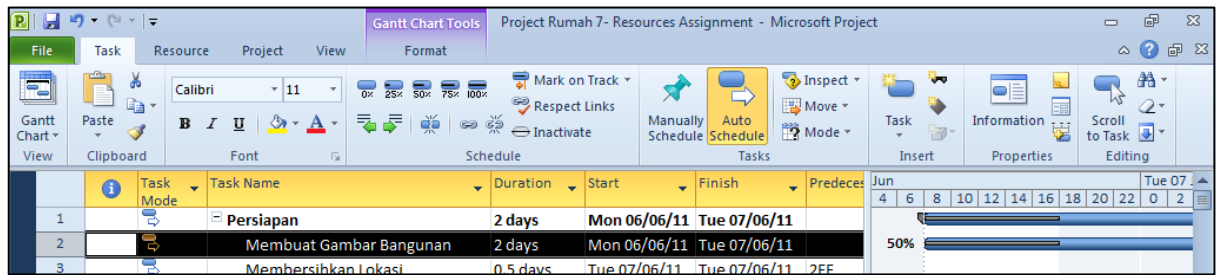 Gantt Chart Tools Project Rumah 7- Resources Assignment - Microsoft Project
File Task Resource Project View Format
Calibri 11 0% 25% 50% 75% 100% Mark on Track Inspect
Respect Links Move
Gantt Chart Paste B I U A Inactivate Manually Schedule Auto Schedule Mode Task Information Scroll to Task
View Clipboard Font Schedule Tasks Insert Properties Editing
Task Mode Task Name Duration Start Finish Predeces Jun Tue 07 J
4 6 8 10 12 14 16 18 20 22 0 2
1 Persiapan 2 days Mon 06/06/11 Tue 07/06/11
2 Membuat Gambar Bangunan 2 days Mon 06/06/11 Tue 07/06/11 50%
3 Membersihkan Lokasi 0.5 days Tue 07/06/11 Tue 07/06/11 2FF